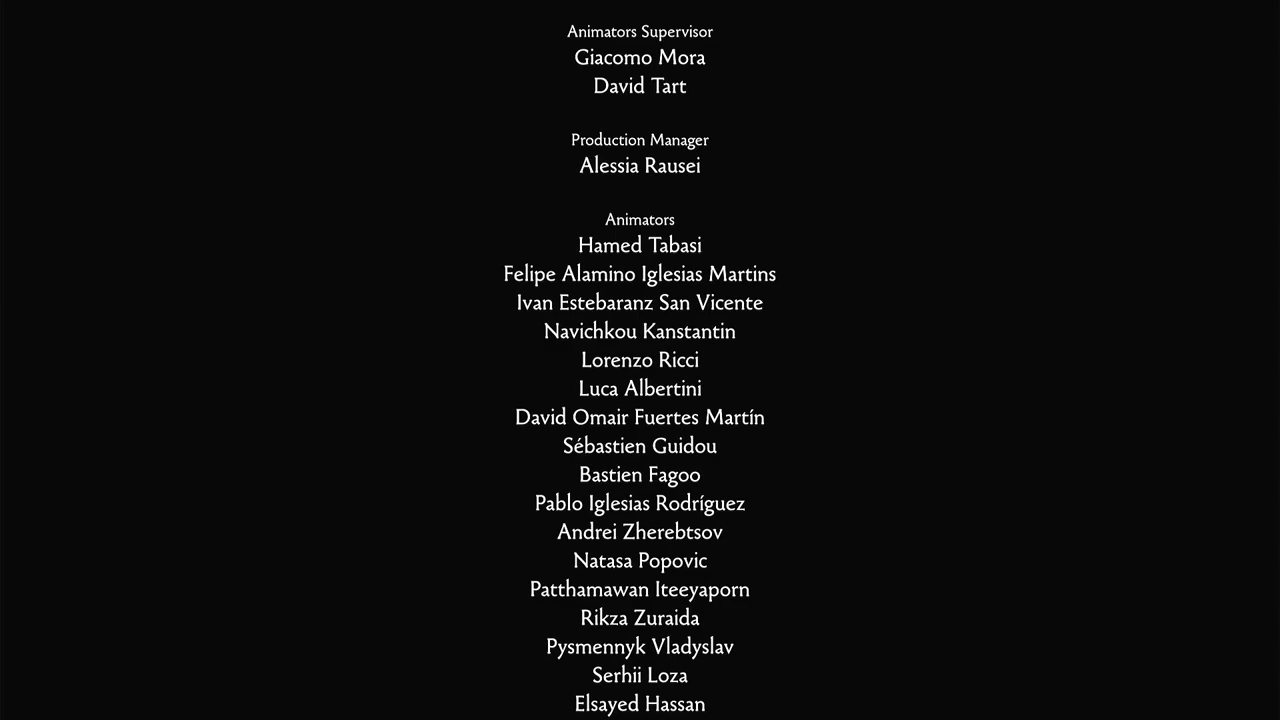 Animators Supervisor
Giacomo Mora
David Tart
Production Manager
Alessia Rausei
Animators
Hamed Tabasi
Felipe Alamino Iglesias Martins
Ivan Estebaranz San Vicente
Navichkou Kanstantin
Lorenzo Ricci
Luca Albertini
David Omair Fuertes Martín
Sébastien Guidou
Bastien Fagoo
Pablo Iglesias Rodríguez
Andrei Zherebtsov
Natasa Popovic
Patthamawan Iteeyaporn
Rikza Zuraida
Pysmennyk Vladyslav
Serhii Loza
Elsayed Hassan